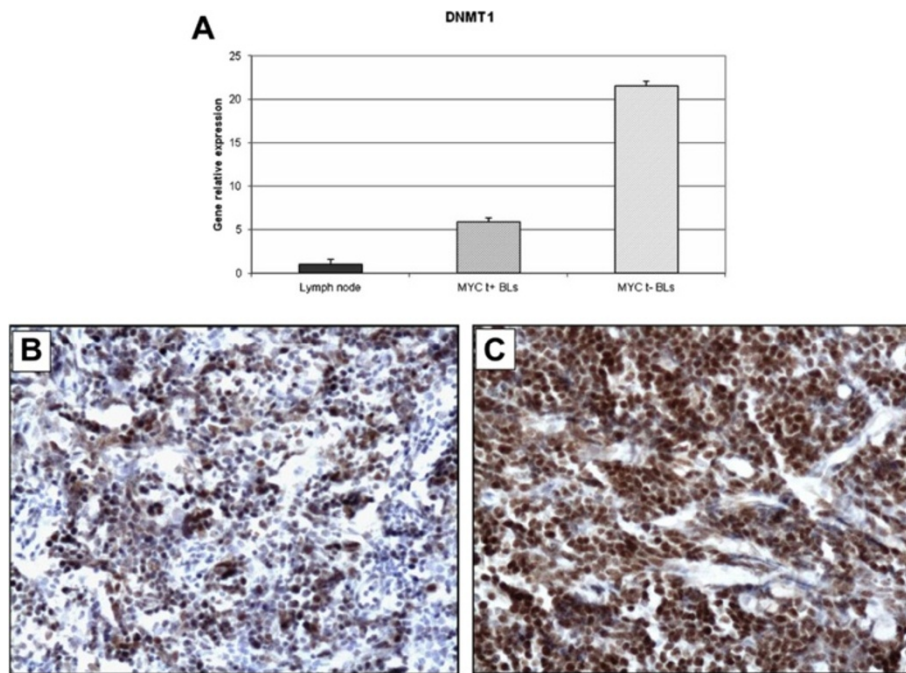 DNMT1
A
25
20
15
10
5
0
Gene relative expression
Lymph node
MYC t+ BLs
MYC t- BLs
B
C